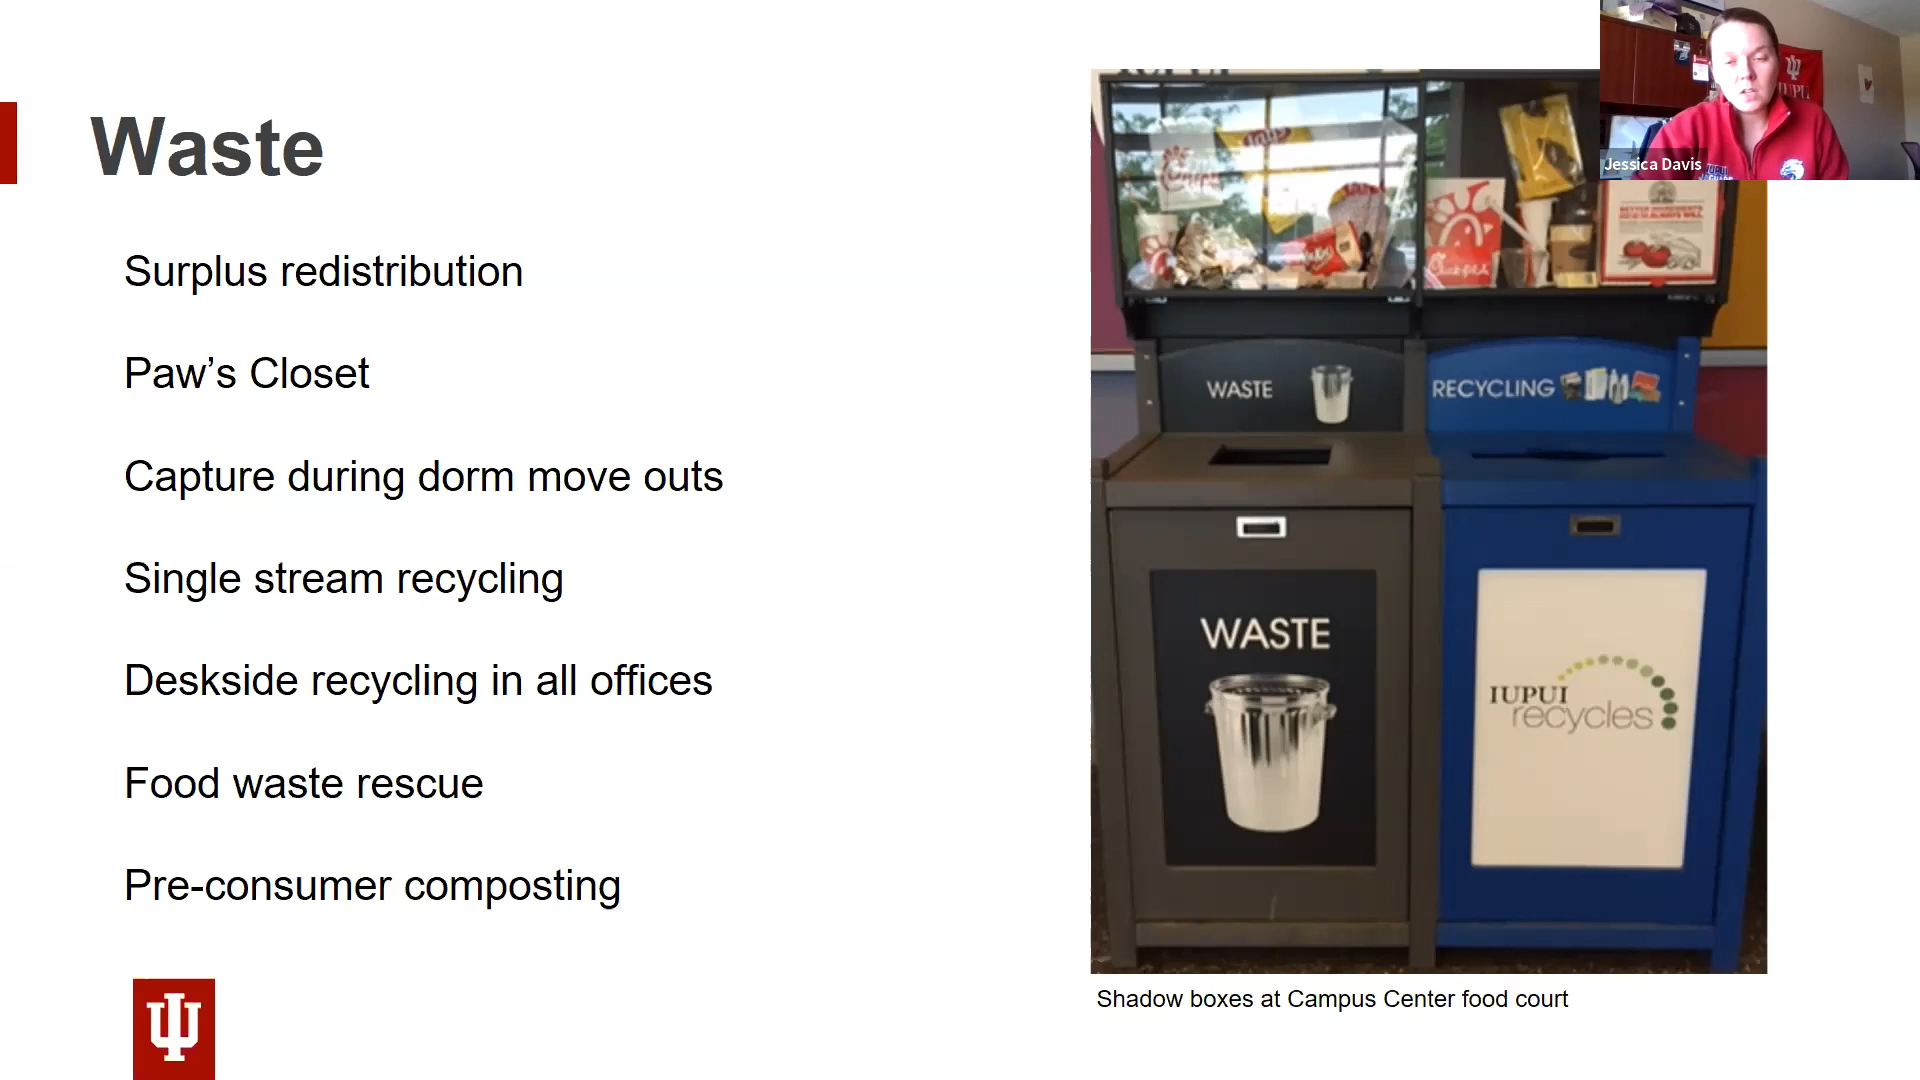 Waste
Surplus redistribution
Paw’s Closet
Capture during dorm move outs
Single stream recycling
Deskside recycling in all offices
Food waste rescue
Pre-consumer composting
WASTE
RECYCLING
WASTE
IUPUI
recycles
Shadow boxes at Campus Center food court
Jessica Davis
IUPUI